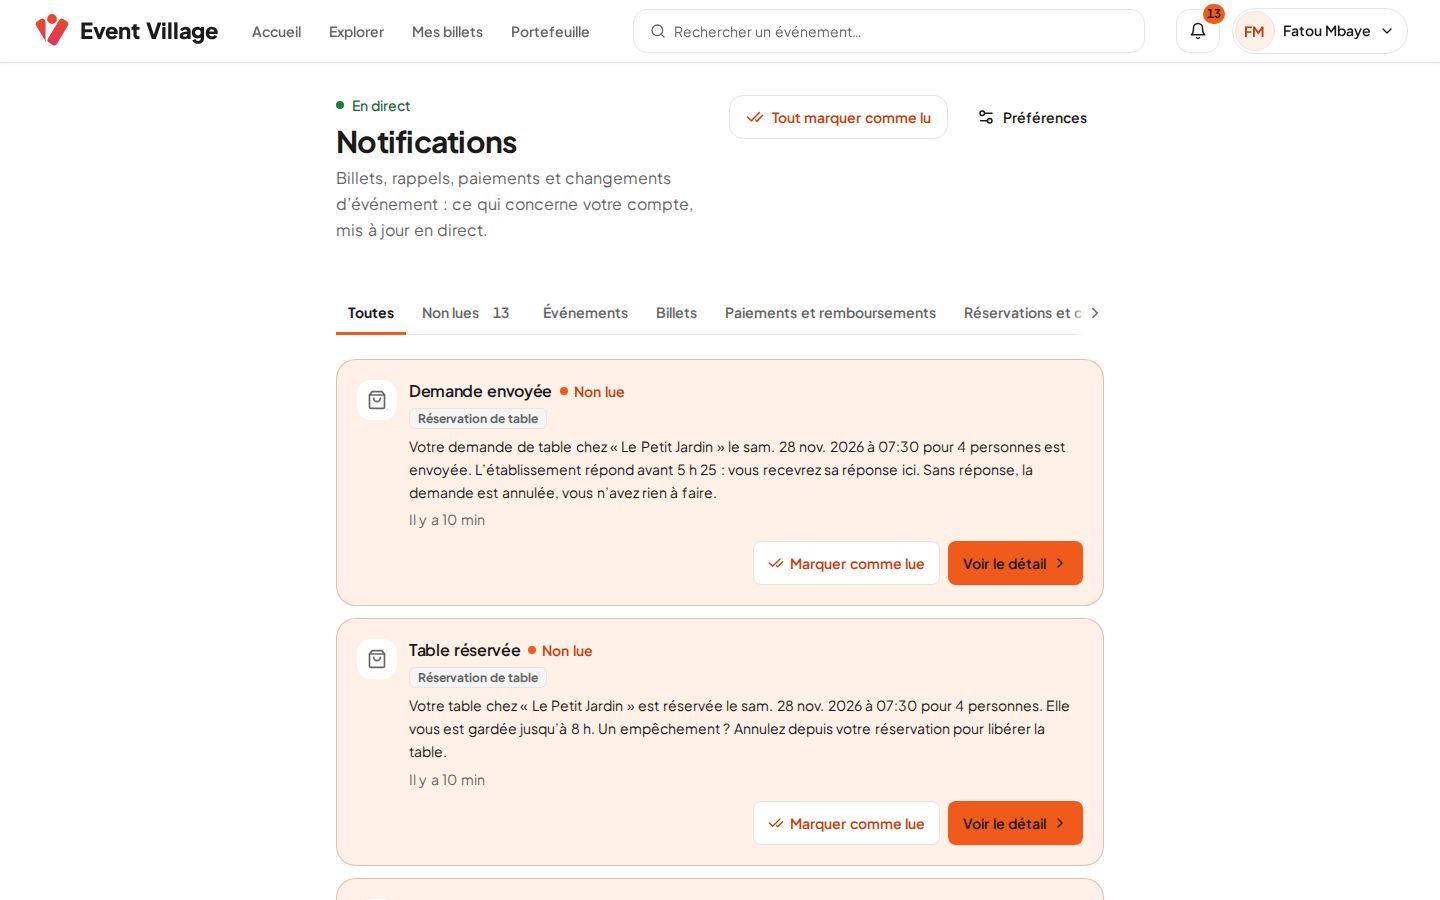 Event Village
Accueil
Explorer
Mes billets
Portefeuille
Rechercher un événement…
13
FM
Fatou Mbaye
En direct
Notifications
Billets, rappels, paiements et changements
d’événement : ce qui concerne votre compte,
mis à jour en direct.
Tout marquer comme lu
Préférences
Toutes
Non lues 13
Événements
Billets
Paiements et remboursements
Réservations et c
Demande envoyée
Non lue
Réservation de table
Votre demande de table chez « Le Petit Jardin » le sam. 28 nov. 2026 à 07:30 pour 4 personnes est
envoyée. L’établissement répond avant 5 h 25 : vous recevrez sa réponse ici. Sans réponse, la
demande est annulée, vous n’avez rien à faire.
Il y a 10 min
Marquer comme lue
Voir le détail
Table réservée
Non lue
Réservation de table
Votre table chez « Le Petit Jardin » est réservée le sam. 28 nov. 2026 à 07:30 pour 4 personnes. Elle
vous est gardée jusqu’à 8 h. Un empêchement ? Annulez depuis votre réservation pour libérer la
table.
Il y a 10 min
Marquer comme lue
Voir le détail